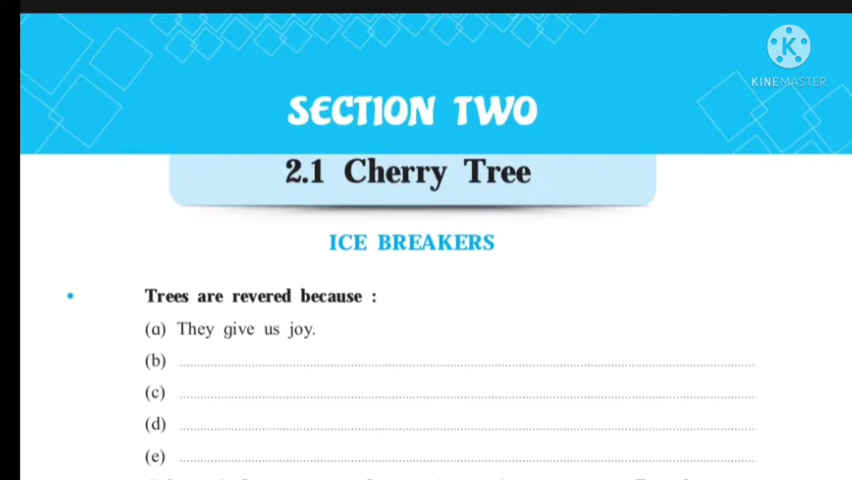 K
KINEMASTER
SECTION TWO
2.1 Cherry Tree
ICE BREAKERS
• Trees are revered because :
(a) They give us joy.
(b) ........................................
(c) ........................................
(d) ........................................
(e) ........................................